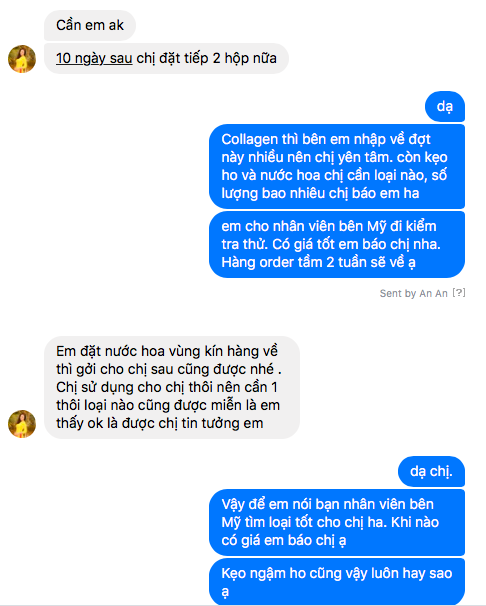 Cần em ak
10 ngày sau chị đặt tiếp 2 hộp nữa
dạ
Collagen thì bên em nhập về đợt
này nhiều nên chị yên tâm. còn kẹo
ho và nước hoa chị cần loại nào, số
lượng bao nhiêu chị báo em ha
em cho nhân viên bên Mỹ đi kiểm
tra thử. Có giá tốt em báo chị nha.
Hàng order tầm 2 tuần sẽ về ạ
Sent by An An [?]
Em đặt nước hoa vùng kín hàng về
thì gởi cho chị sau cũng được nhé .
Chị sử dụng cho chị thôi nên cần 1
thôi loại nào cũng được miễn là em
thấy ok là được chị tin tưởng em
dạ chị.
Vậy để em nói bạn nhân viên bên
Mỹ tìm loại tốt cho chị ha. Khi nào
có giá em báo chị ạ
Kẹo ngậm ho cũng vậy luôn hay sao
ạ